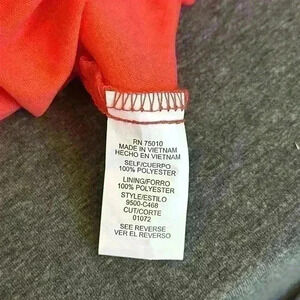 RN 75010
MADE IN VIETNAM
HECHO EN VIETNAM
SELF/CUERPO
100% POLYESTER
LINING/FORRO
100% POLYESTER
STYLE/ESTILO
9500-C468
CUT/CORTE
01072
SEE REVERSE
VER EL REVERSO